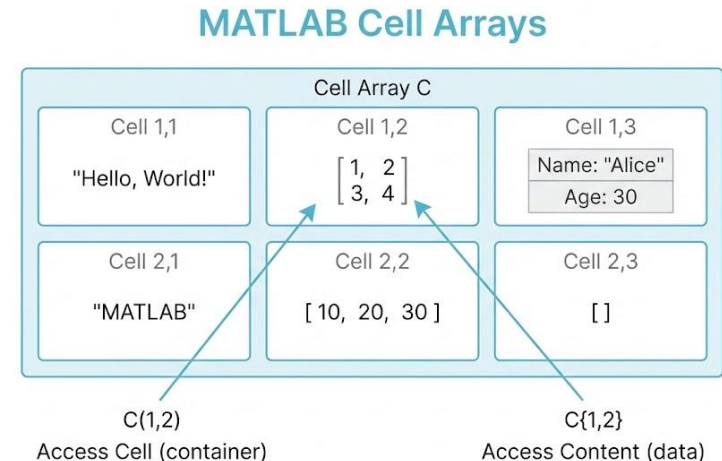 MATLAB Cell Arrays
Cell Array C
Cell 1,1
"Hello, World!"
Cell 1,2
[1, 2
3, 4]
Cell 1,3
Name: "Alice"
Age: 30
Cell 2,1
"MATLAB"
Cell 2,2
[ 10, 20, 30 ]
Cell 2,3
[ ]
C(1,2)
Access Cell (container)
C{1,2}
Access Content (data)